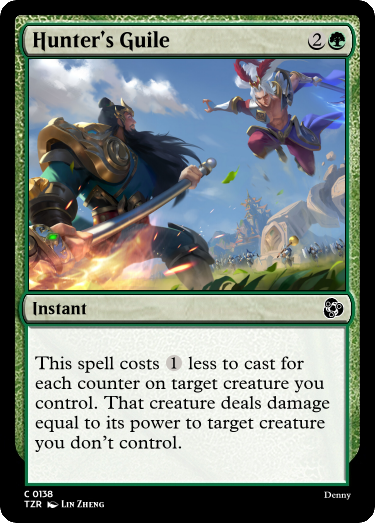 Hunter's Guile 2
Instant
This spell costs 1 less to cast for
each counter on target creature you
control. That creature deals damage
equal to its power to target creature
you don't control.
C 0138
TZR Lin Zheng
Denny